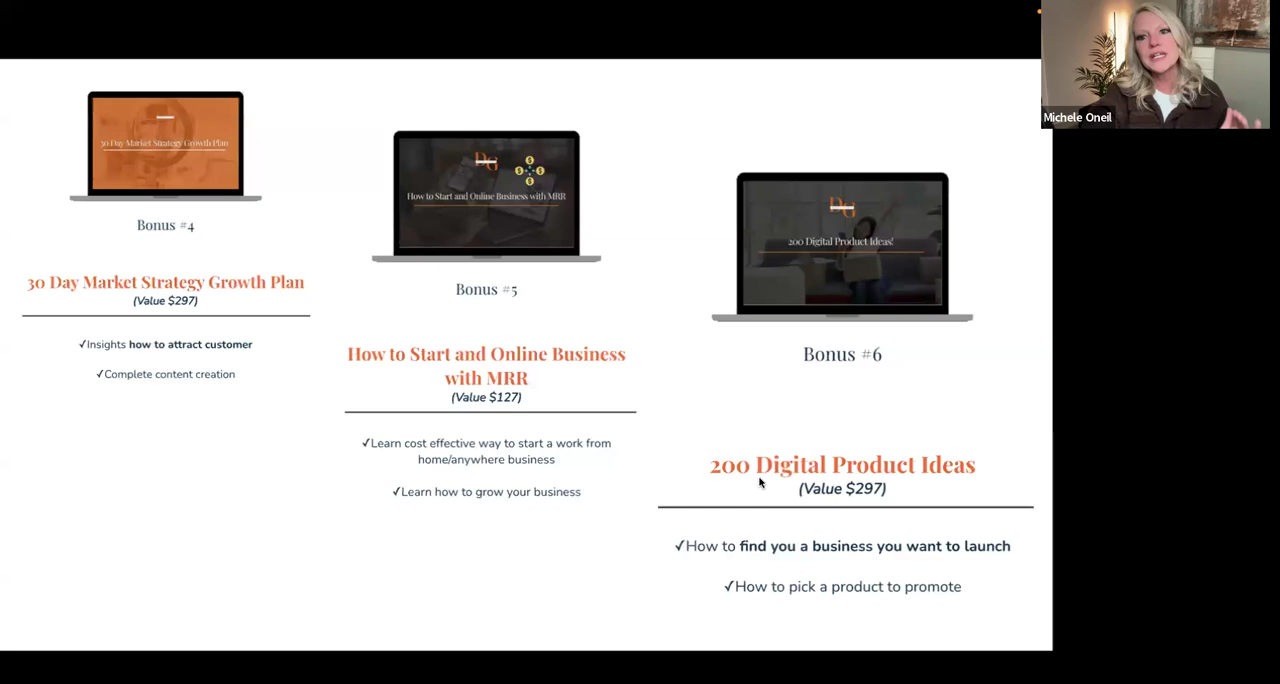 Michele Oneil
30 Day Market Strategy Growth Plan
Bonus #4
30 Day Market Strategy Growth Plan
(Value $297)
✓Insights how to attract customer
✓Complete content creation
DG
How to Start and Online Business with MRR
Bonus #5
How to Start and Online Business
with MRR
(Value $127)
✓Learn cost effective way to start a work from
home/anywhere business
✓Learn how to grow your business
DG
200 Digital Product Ideas!
Bonus #6
200 Digital Product Ideas
(Value $297)
✓How to find you a business you want to launch
✓How to pick a product to promote